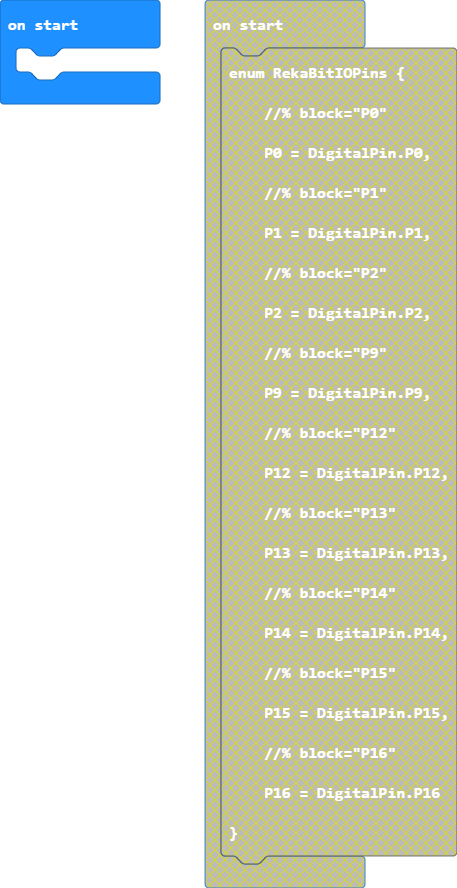 on start
on start
enum RekaBitIOPins {
//% block="P0"
P0 = DigitalPin.P0,
//% block="P1"
P1 = DigitalPin.P1,
//% block="P2"
P2 = DigitalPin.P2,
//% block="P9"
P9 = DigitalPin.P9,
//% block="P12"
P12 = DigitalPin.P12,
//% block="P13"
P13 = DigitalPin.P13,
//% block="P14"
P14 = DigitalPin.P14,
//% block="P15"
P15 = DigitalPin.P15,
//% block="P16"
P16 = DigitalPin.P16
}